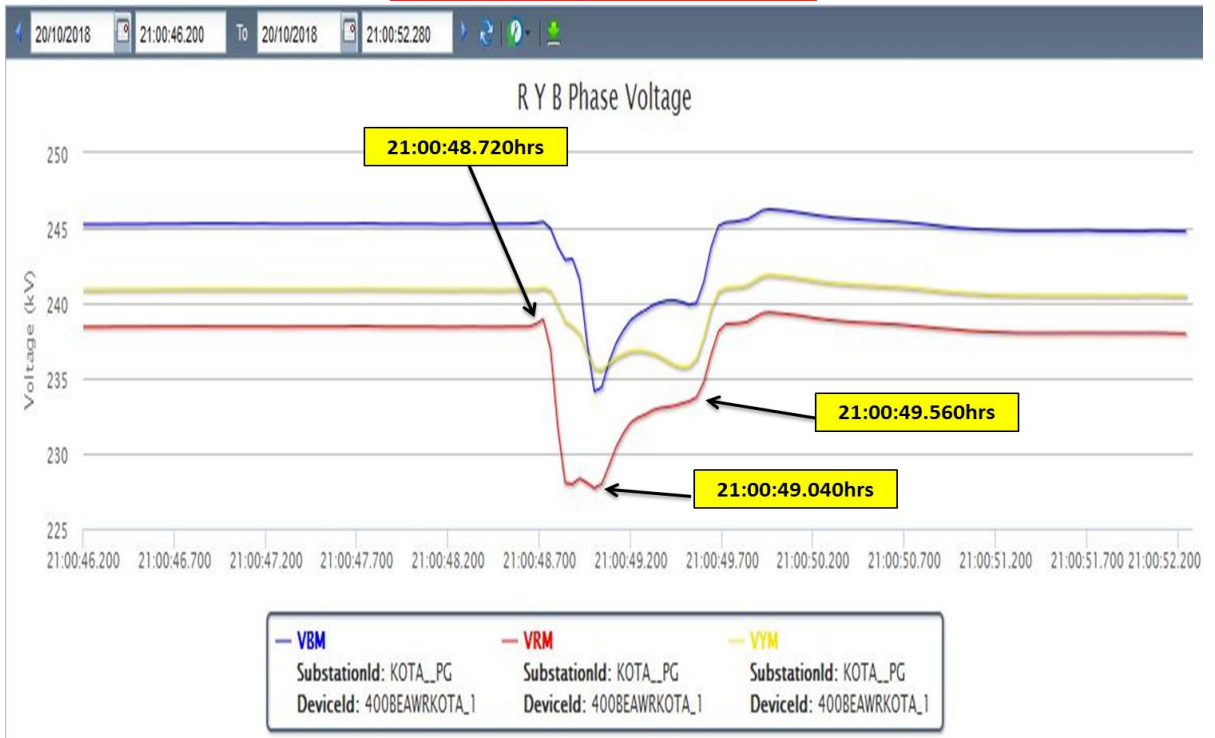 20/10/2018 21:00:46.200 To 20/10/2018 21:00:52.280
R Y B Phase Voltage
21:00:48.720hrs
250
245
240
235
230
225
Voltage (kV)
21:00:49.560hrs
21:00:49.040hrs
21:00:46.200 21:00:46.700 21:00:47.200 21:00:47.700 21:00:48.200 21:00:48.700 21:00:49.200 21:00:49.700 21:00:50.200 21:00:50.700 21:00:51.200 21:00:51.700 21:00:52.200
VBM VRM VYM
SubstationId: KOTA__PG SubstationId: KOTA__PG SubstationId: KOTA__PG
DeviceId: 400BEAWRKOTA_1 DeviceId: 400BEAWRKOTA_1 DeviceId: 400BEAWRKOTA_1